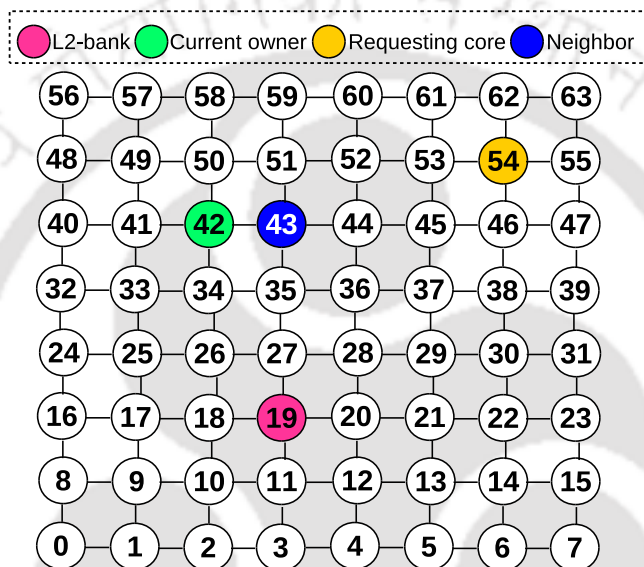 L2-bank Current owner Requesting core Neighbor
56 57 58 59 60 61 62 63
48 49 50 51 52 53 54 55
40 41 42 43 44 45 46 47
32 33 34 35 36 37 38 39
24 25 26 27 28 29 30 31
16 17 18 19 20 21 22 23
8 9 10 11 12 13 14 15
0 1 2 3 4 5 6 7